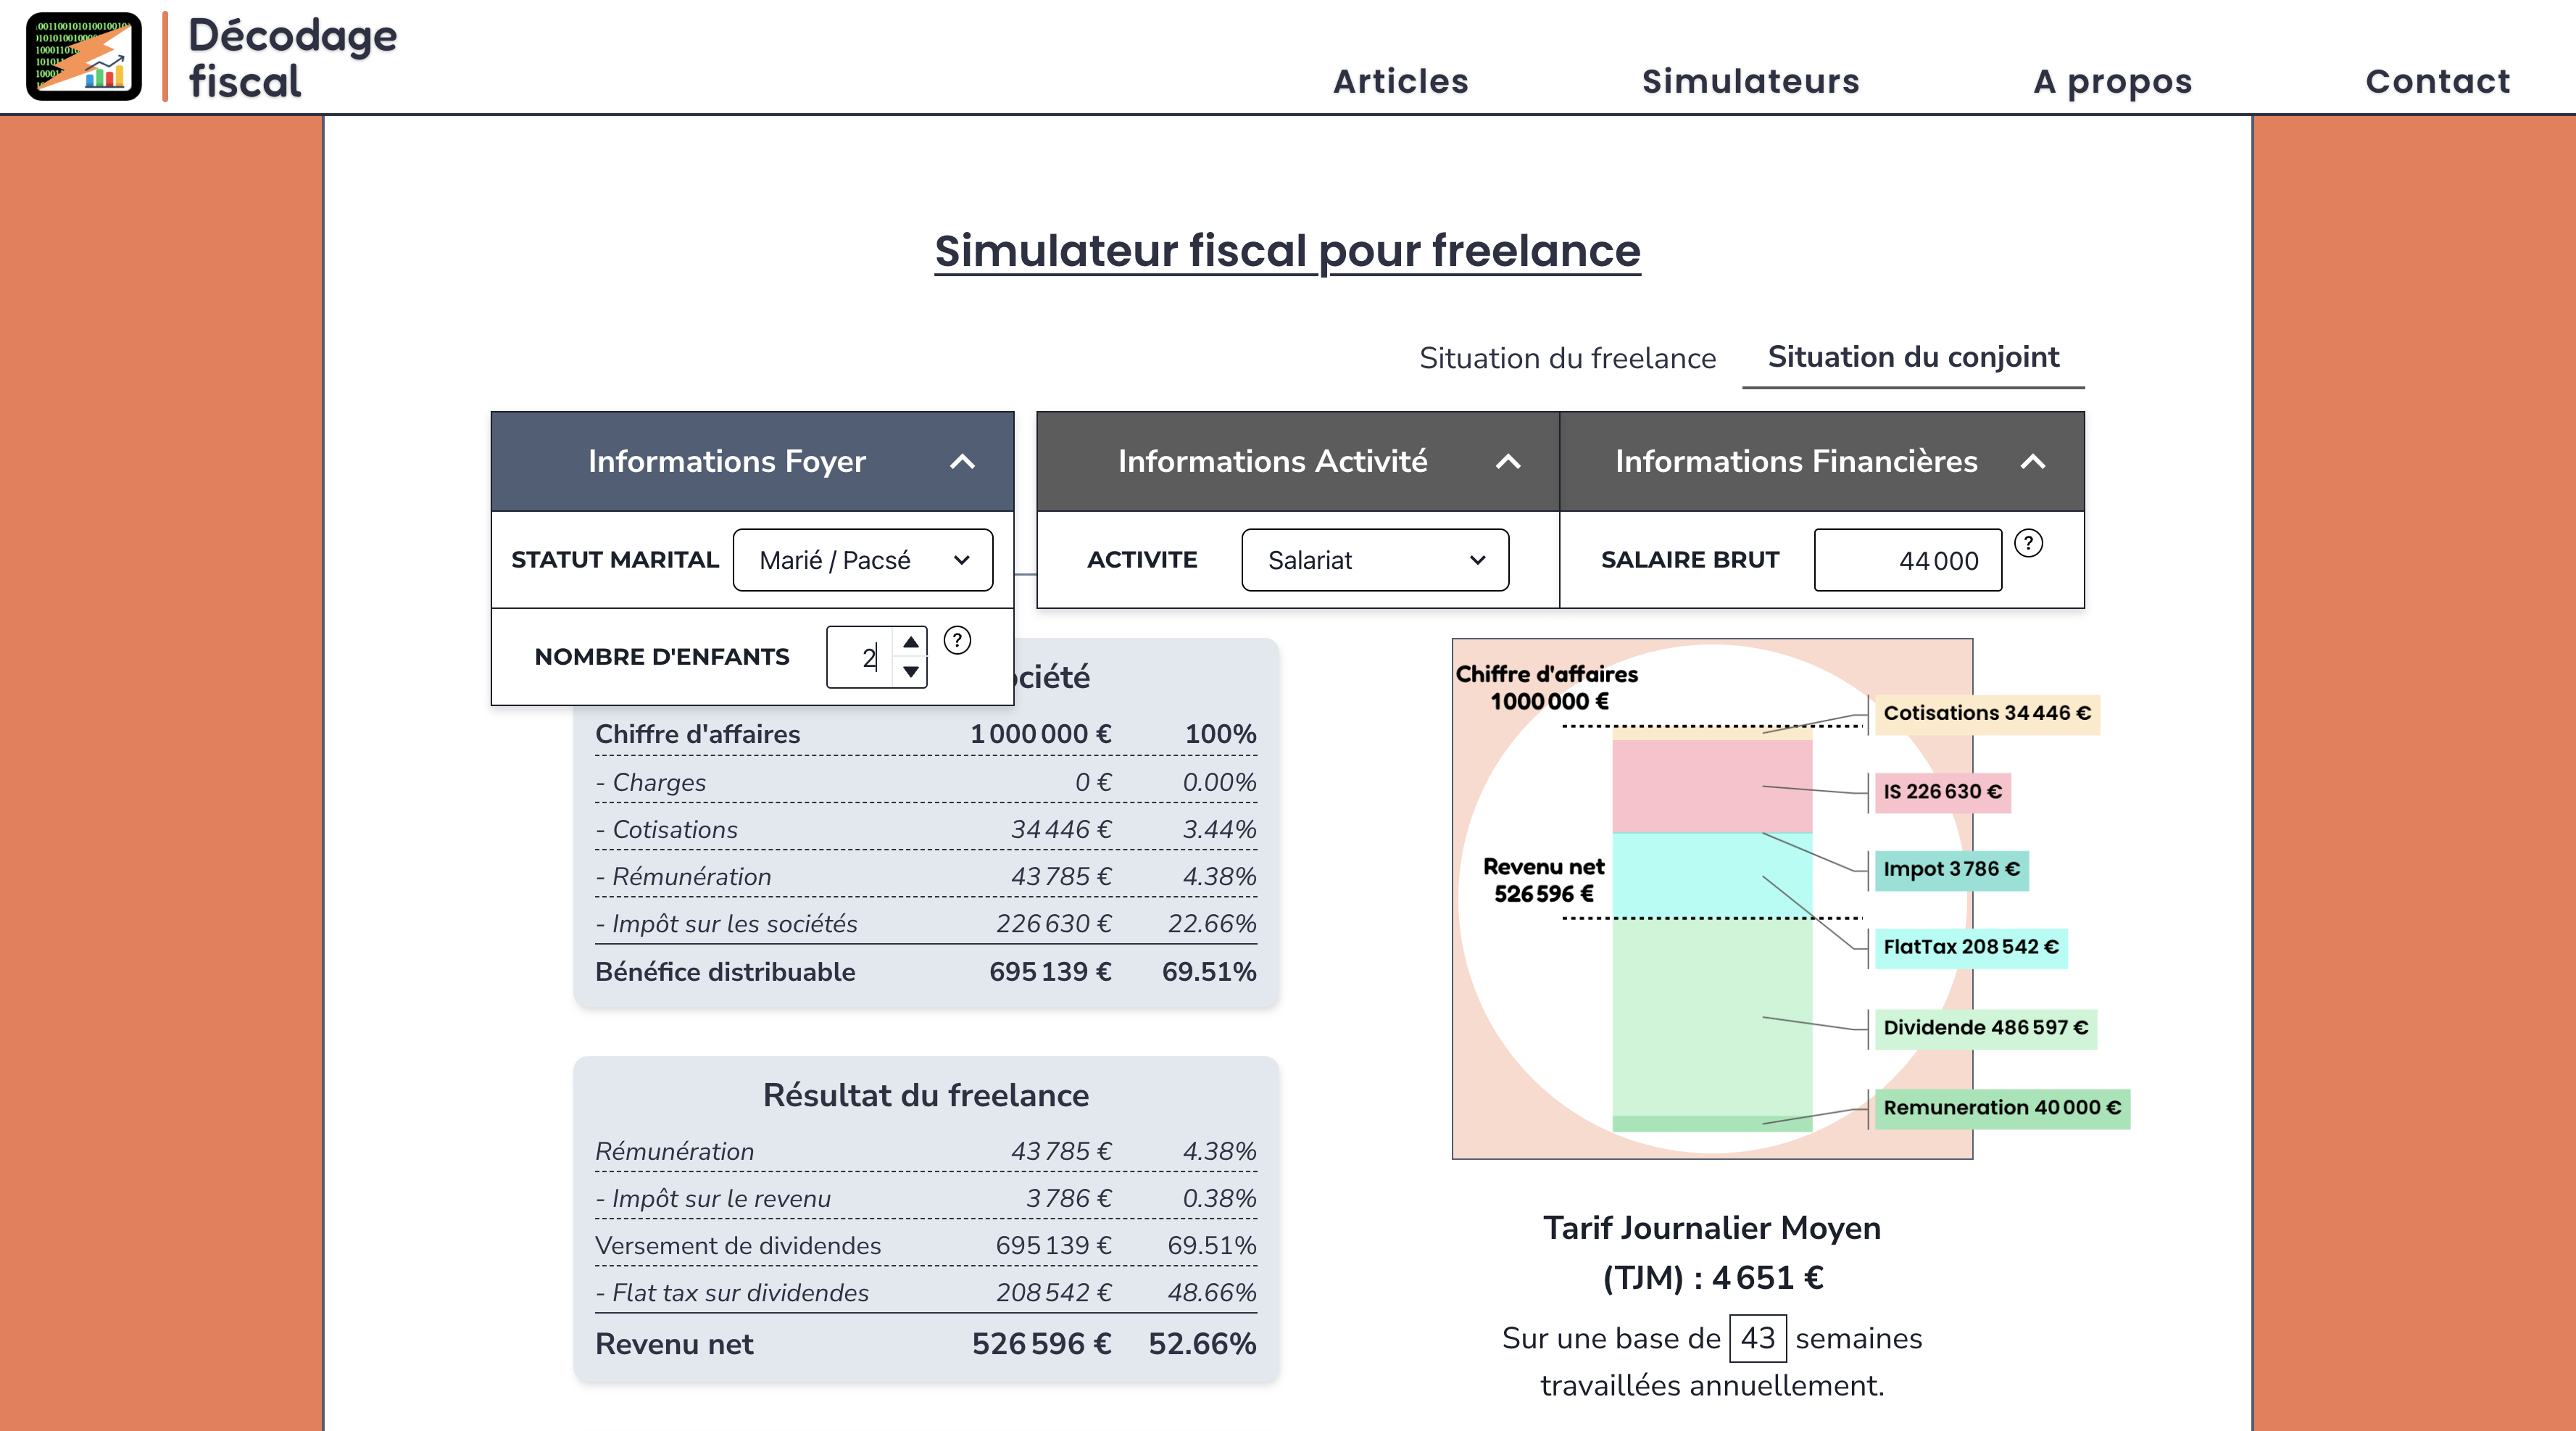 Décodage
fiscal
Articles
Simulateurs
A propos
Contact
Simulateur fiscal pour freelance
Situation du freelance
Situation du conjoint
Informations Foyer
Informations Activité
Informations Financières
STATUT MARITAL
Marié / Pacsé
ACTIVITE
Salariat
SALAIRE BRUT
44 000
?
NOMBRE D'ENFANTS
2
?
ociété
Chiffre d'affaires 1 000 000 € 100%
- Charges 0 € 0.00%
- Cotisations 34 446 € 3.44%
- Rémunération 43 785 € 4.38%
- Impôt sur les sociétés 226 630 € 22.66%
Bénéfice distribuable 695 139 € 69.51%
Résultat du freelance
Rémunération 43 785 € 4.38%
- Impôt sur le revenu 3 786 € 0.38%
Versement de dividendes 695 139 € 69.51%
- Flat tax sur dividendes 208 542 € 48.66%
Revenu net 526 596 € 52.66%
Chiffre d'affaires
1 000 000 €
Cotisations 34 446 €
IS 226 630 €
Impot 3 786 €
Revenu net
526 596 €
FlatTax 208 542 €
Dividende 486 597 €
Remuneration 40 000 €
Tarif Journalier Moyen
(TJM) : 4 651 €
Sur une base de 43 semaines
travaillées annuellement.